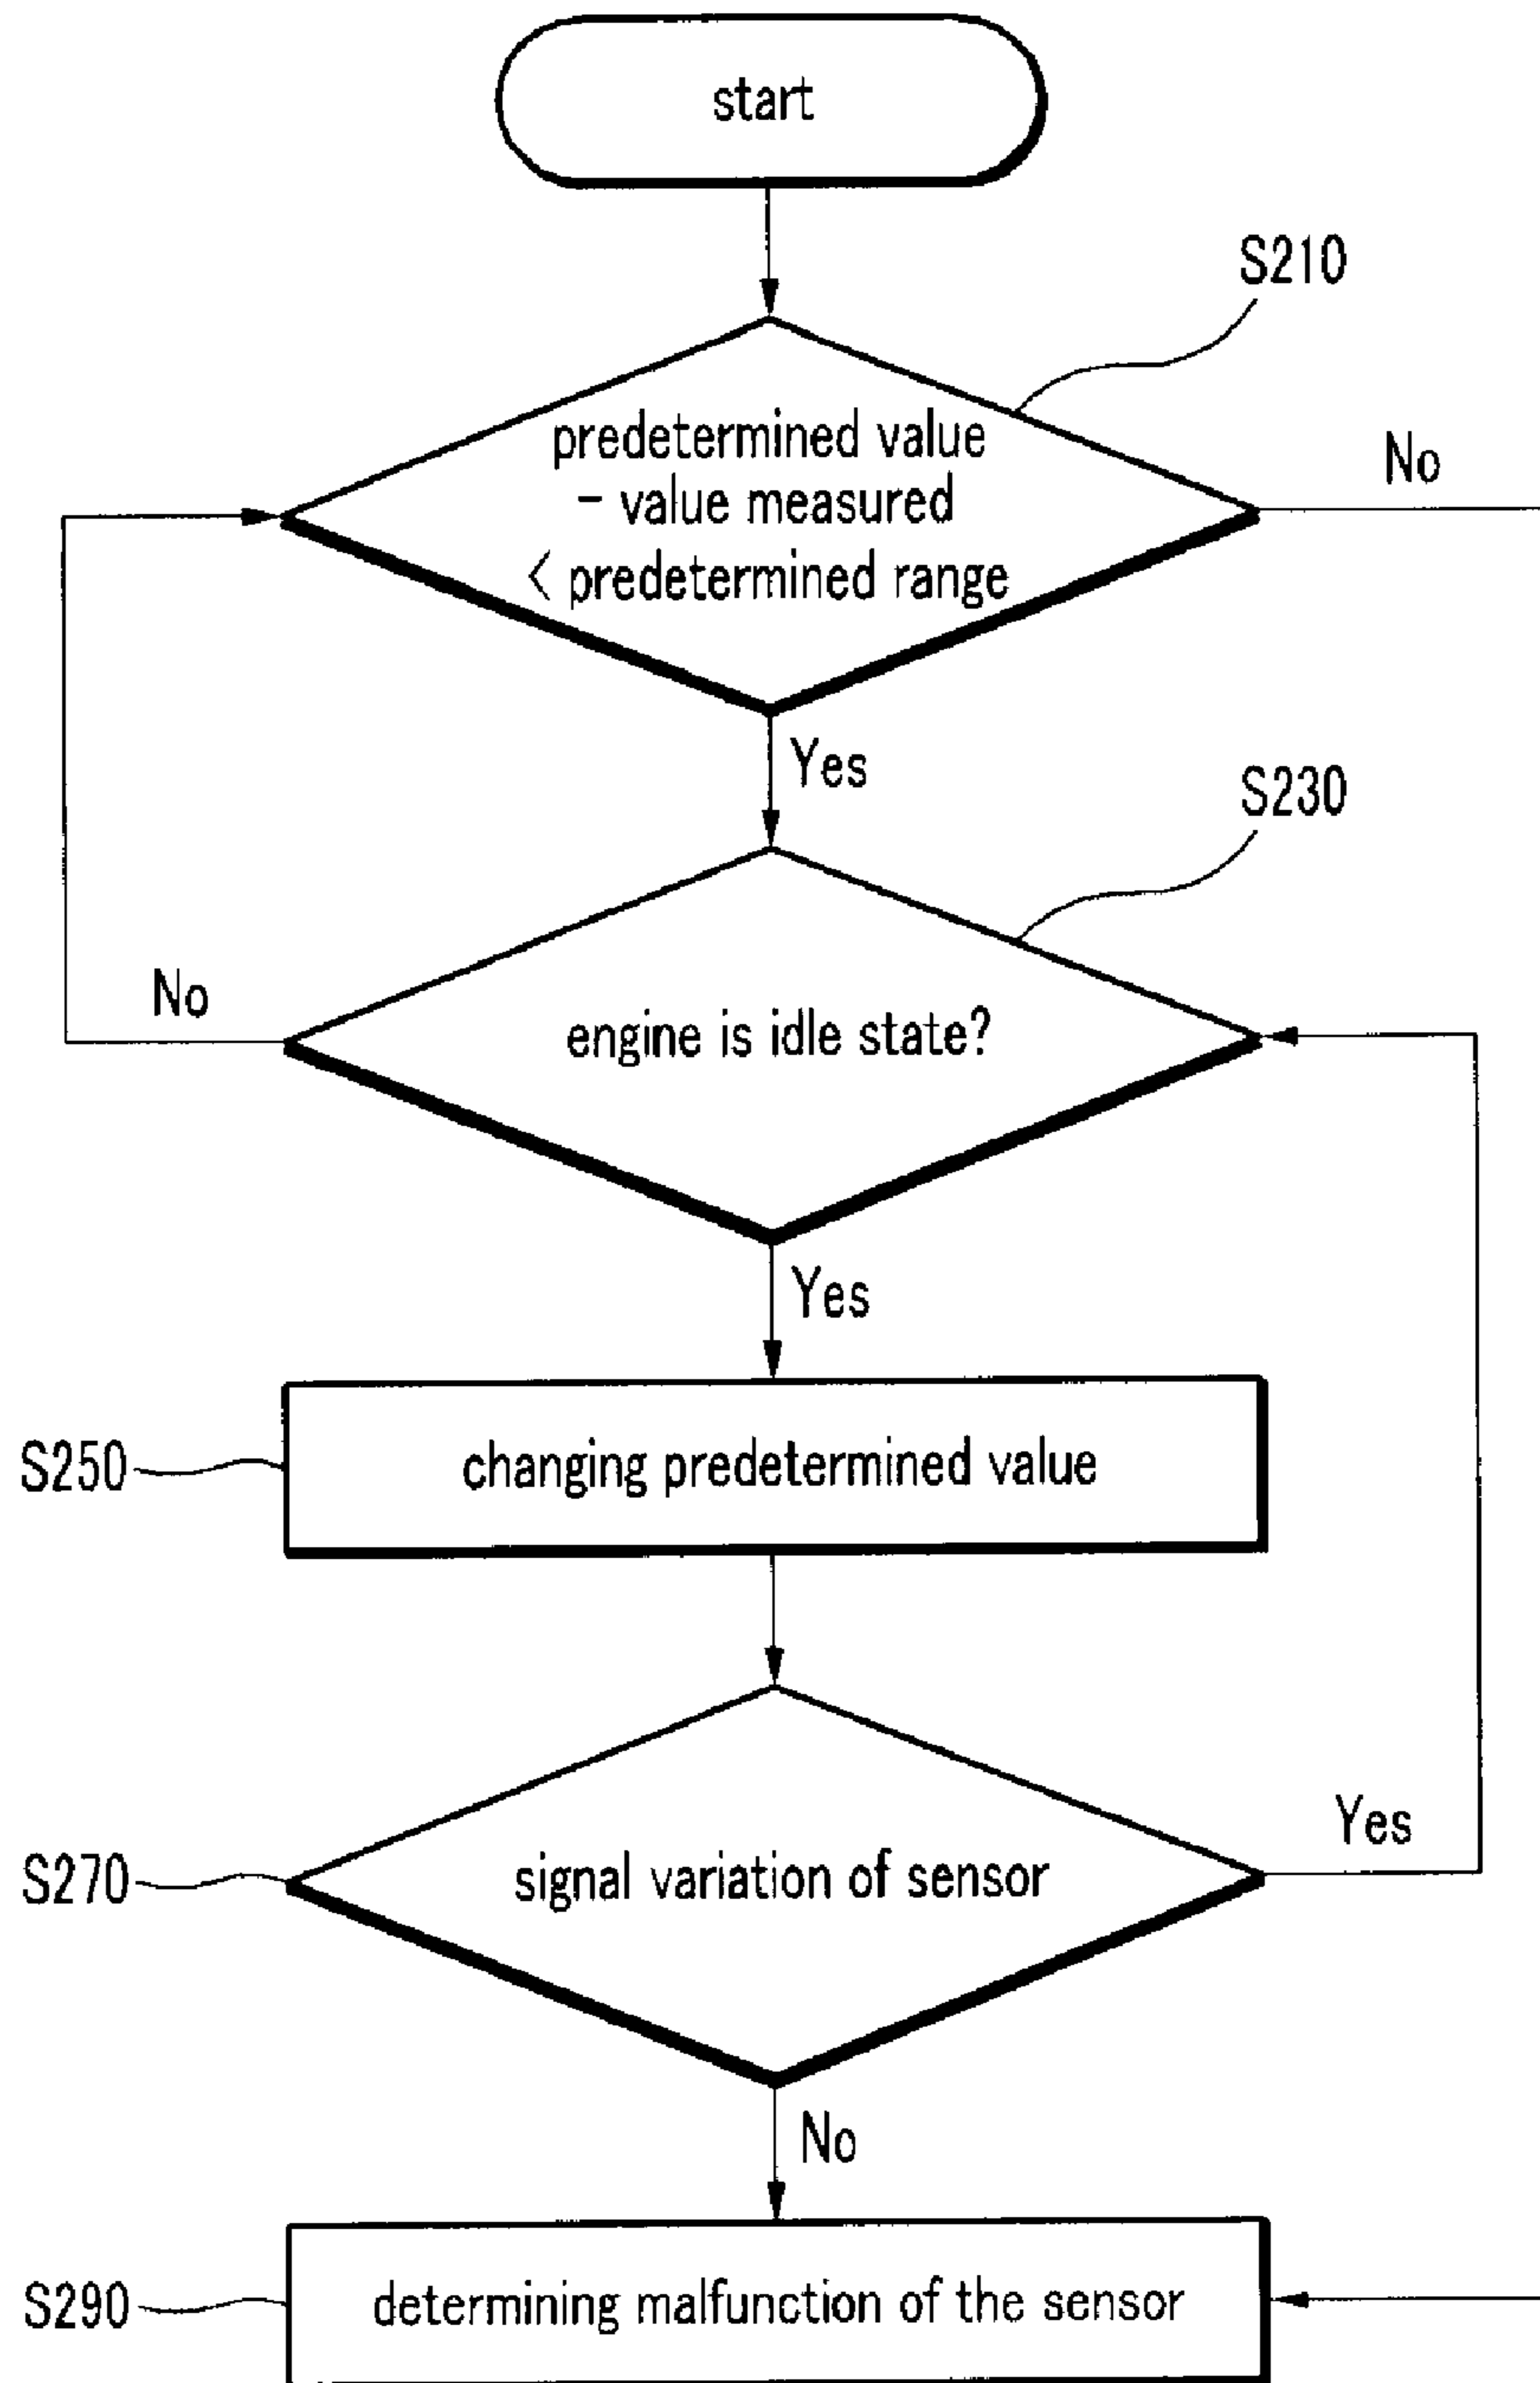 start
S210
predetermined value
- value measured
< predetermined range
No
Yes
S230
No
engine is idle state?
Yes
S250
changing predetermined value
S270
signal variation of sensor
Yes
No
S290
determining malfunction of the sensor